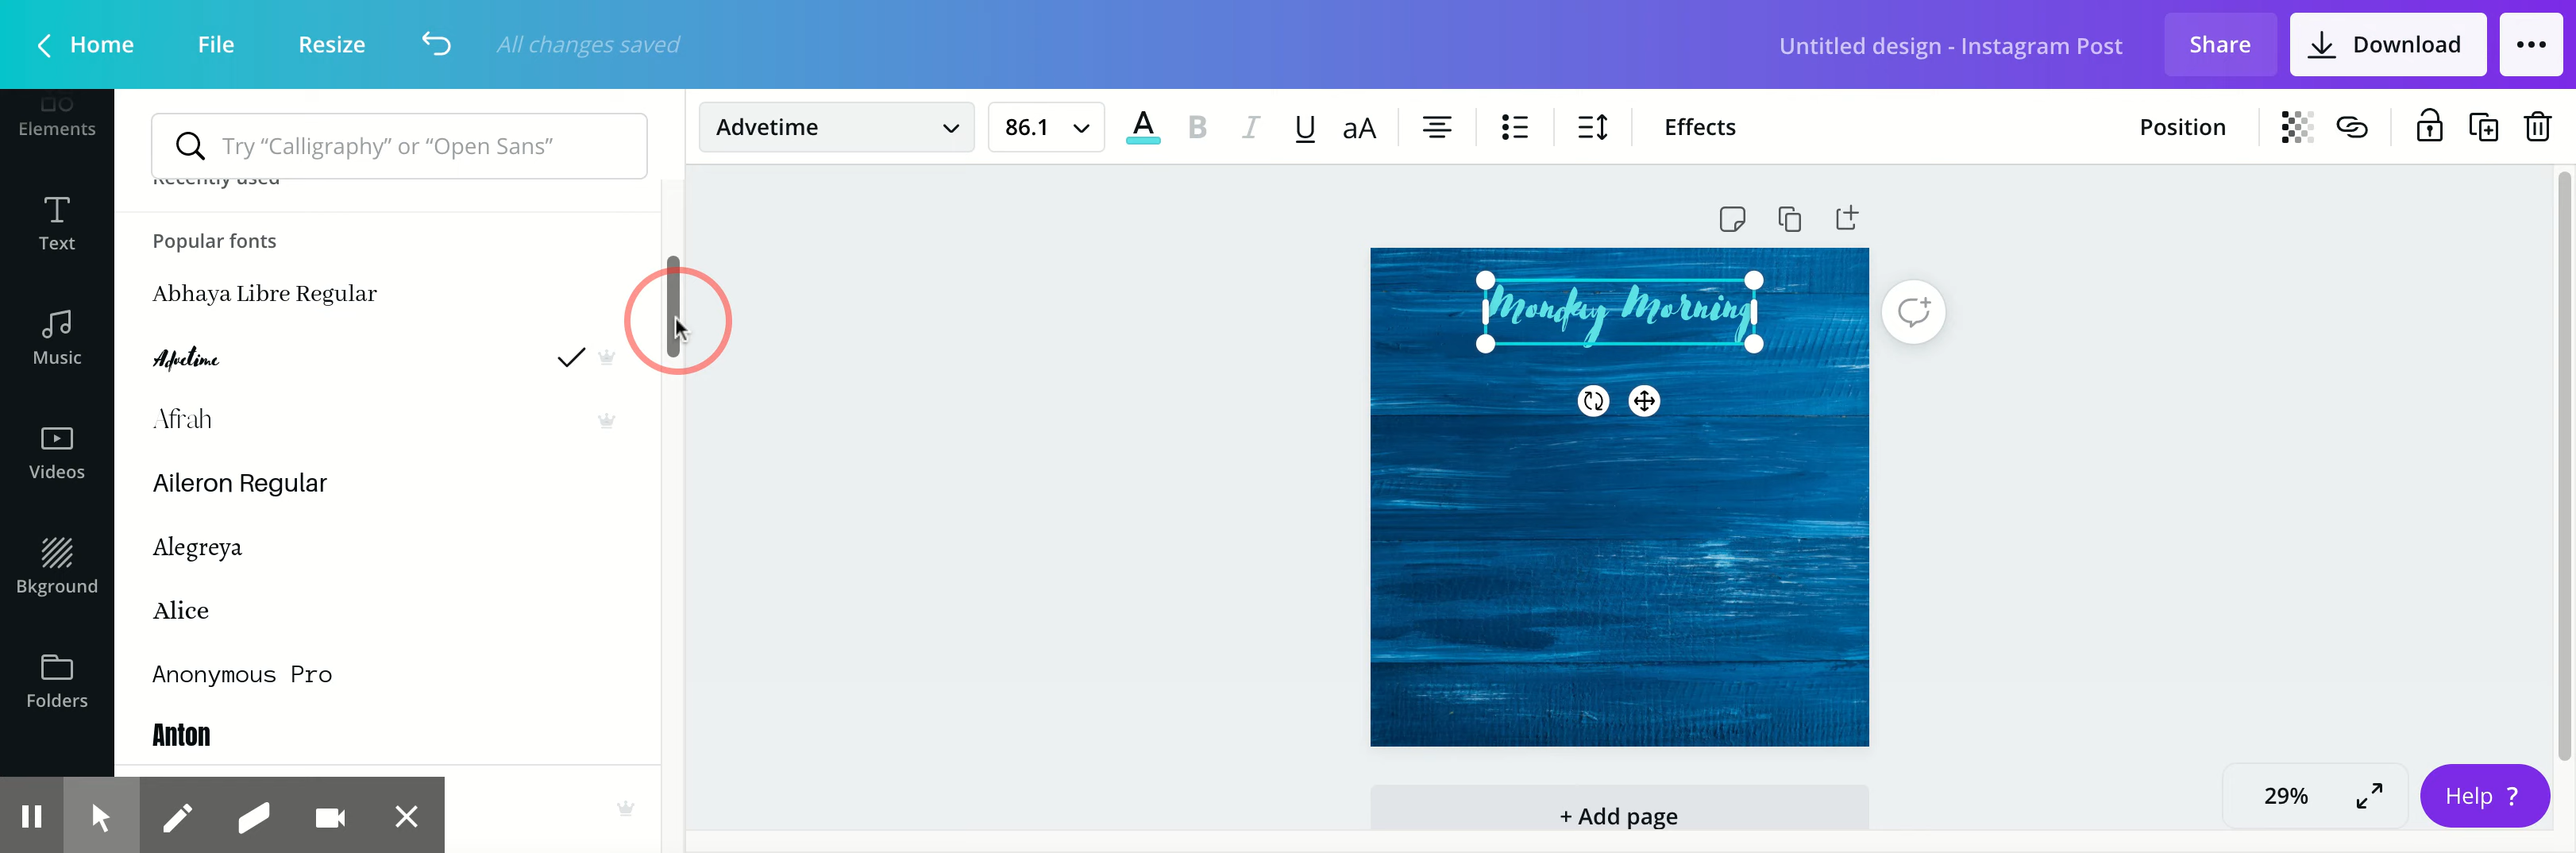 Home File Resize All changes saved Untitled design - Instagram Post Share Download
Elements
Text
Music
Videos
Bkground
Folders
Try “Calligraphy” or “Open Sans”
Recently used
Popular fonts
Abhaya Libre Regular
Advetime
Afrah
Aileron Regular
Alegreya
Alice
Anonymous Pro
Anton
Advetime 86.1 A B I U aA Effects Position
Monday Morning
+ Add page
29% Help ?